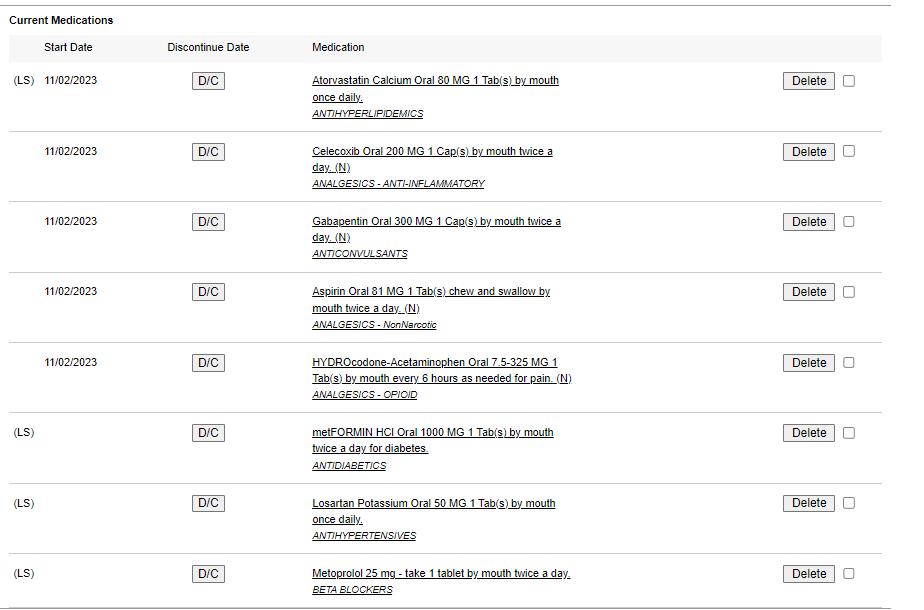 Current Medications
Start Date Discontinue Date Medication
(LS) 11/02/2023 D/C Atorvastatin Calcium Oral 80 MG 1 Tab(s) by mouth Delete
once daily.
ANTIHYPERLIPIDEMICS
11/02/2023 D/C Celecoxib Oral 200 MG 1 Cap(s) by mouth twice a Delete
day. (N)
ANALGESICS - ANTI-INFLAMMATORY
11/02/2023 D/C Gabapentin Oral 300 MG 1 Cap(s) by mouth twice a Delete
day. (N)
ANTICONVULSANTS
11/02/2023 D/C Aspirin Oral 81 MG 1 Tab(s) chew and swallow by Delete
mouth twice a day. (N)
ANALGESICS - NonNarcotic
11/02/2023 D/C HYDROcodone-Acetaminophen Oral 7.5-325 MG 1 Delete
Tab(s) by mouth every 6 hours as needed for pain. (N)
ANALGESICS - OPIOID
(LS) D/C metFORMIN HCl Oral 1000 MG 1 Tab(s) by mouth Delete
twice a day for diabetes.
ANTIDIABETICS
(LS) D/C Losartan Potassium Oral 50 MG 1 Tab(s) by mouth Delete
once daily.
ANTIHYPERTENSIVES
(LS) D/C Metoprolol 25 mg - take 1 tablet by mouth twice a day. Delete
BETA BLOCKERS